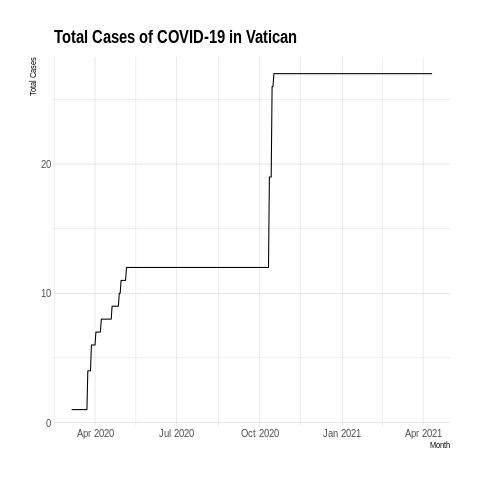 Total Cases of COVID-19 in Vatican
Total Cases
20
10
0
Apr 2020 Jul 2020 Oct 2020 Jan 2021 Apr 2021
Month